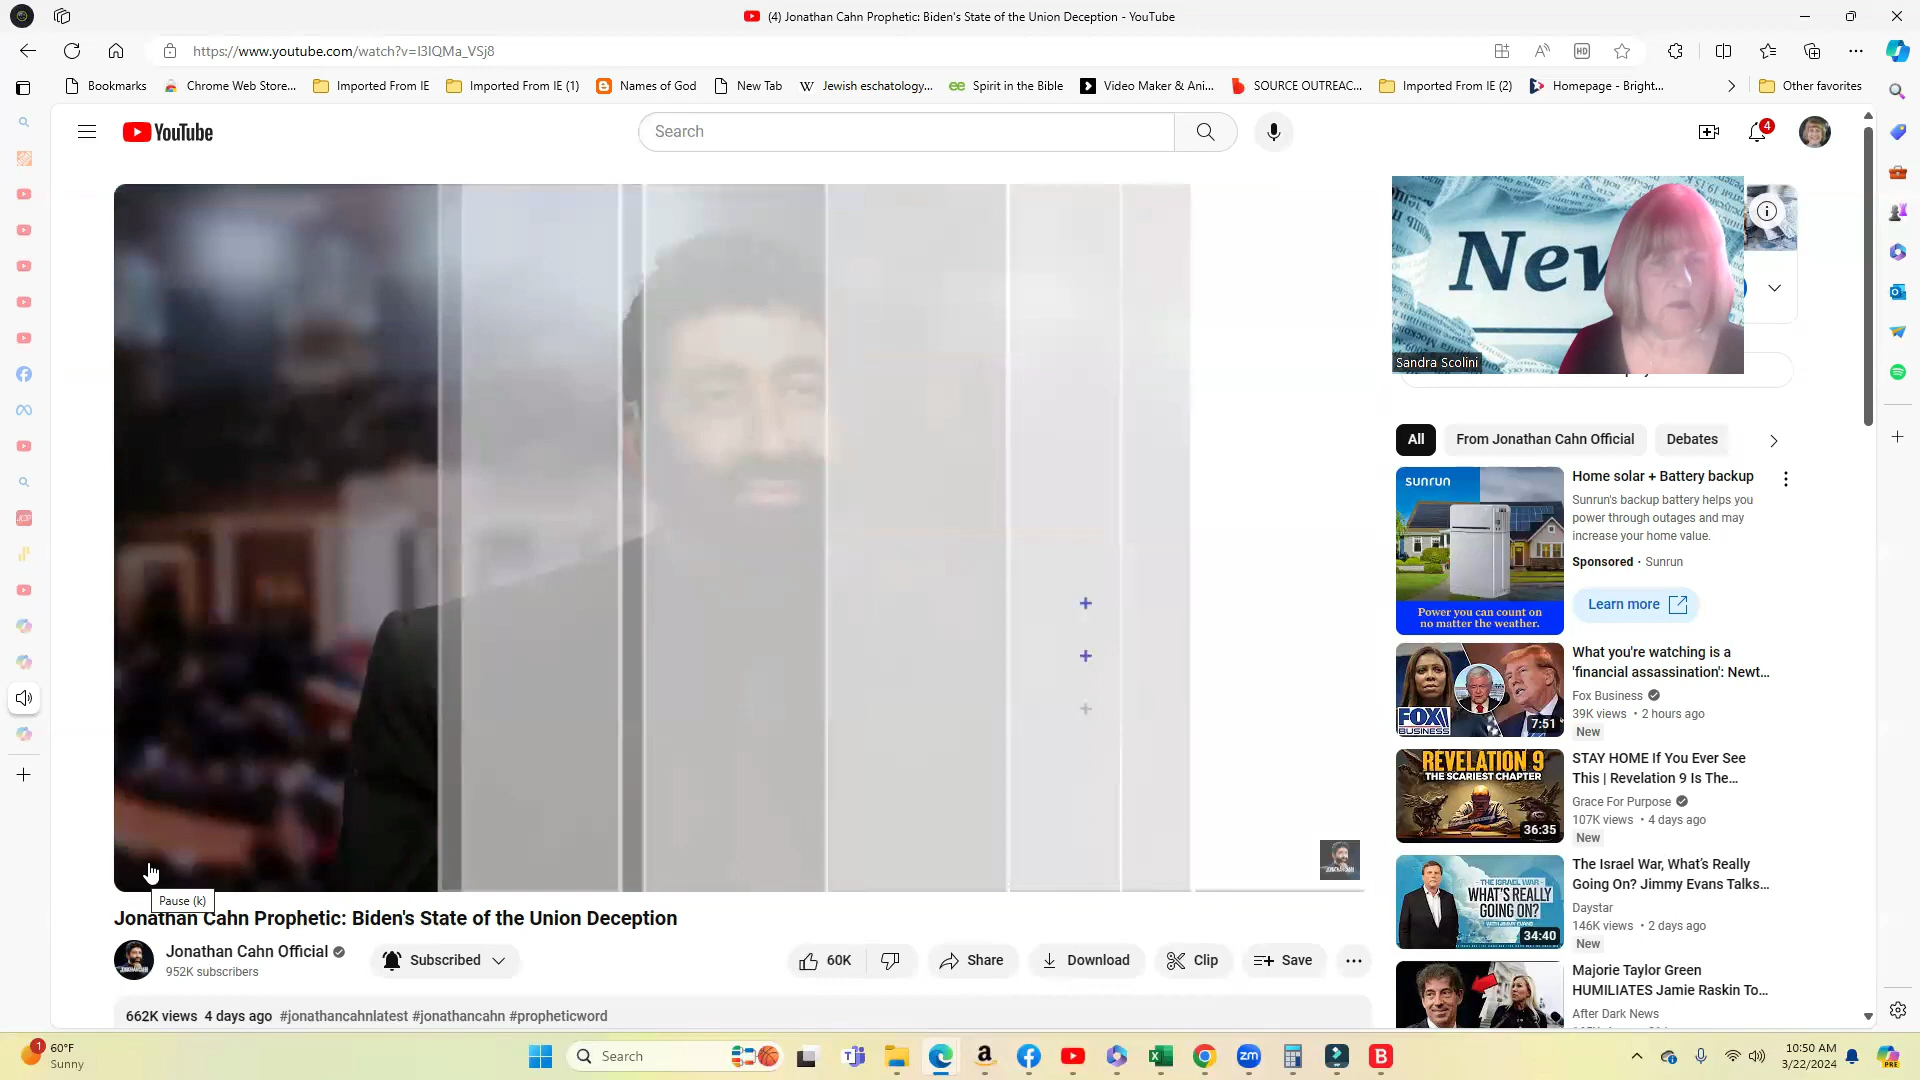 (4) Jonathan Cahn Prophetic: Biden's State of the Union Deception - YouTube
https://www.youtube.com/watch?v=I3IQMa_VSj8
Bookmarks
Chrome Web Store...
Imported From IE
Imported From IE (1)
Names of God
New Tab
Jewish eschatology...
Spirit in the Bible
Video Maker & Ani...
SOURCE OUTREAC...
Imported From IE (2)
Homepage - Bright...
Other favorites
YouTube
Search
4
New
Sandra Scolini
All
From Jonathan Cahn Official
Debates
sunrun
Power you can count on
no matter the weather.
Home solar + Battery backup
Sunrun's backup battery helps you
power through outages and may
increase your home value.
Sponsored · Sunrun
Learn more
FOX
BUSINESS
7:51
What you're watching is a
'financial assassination': Newt...
Fox Business
39K views • 2 hours ago
New
REVELATION 9
THE SCARIEST CHAPTER
36:35
STAY HOME If You Ever See
This | Revelation 9 Is The...
Grace For Purpose
107K views • 4 days ago
New
- THE ISRAEL WAR -
WHAT'S REALLY
GOING ON?
34:40
The Israel War, What's Really
Going On? Jimmy Evans Talks...
Daystar
146K views • 2 days ago
New
Majorie Taylor Green
HUMILIATES Jamie Raskin To...
After Dark News
Pause (k)
Jonathan Cahn Prophetic: Biden's State of the Union Deception
Jonathan Cahn Official
952K subscribers
Subscribed
60K
Share
Download
Clip
Save
662K views 4 days ago #jonathancahnlatest #jonathancahn #propheticword
1
60°F
Sunny
Search
zm
B
10:50 AM
3/22/2024
PRE